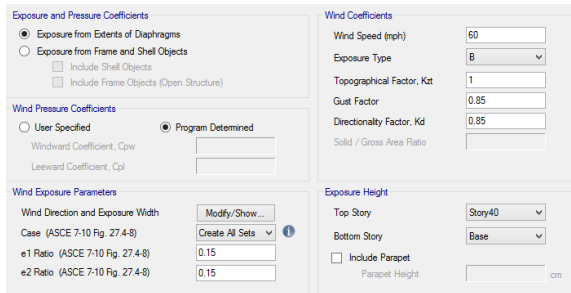 Exposure and Pressure Coefficients
Exposure from Extents of Diaphragms
Exposure from Frame and Shell Objects
Include Shell Objects
Include Frame Objects (Open Structure)
Wind Pressure Coefficients
User Specified Program Determined
Windward Coefficient, Cpw
Leeward Coefficient, Cpl
Wind Exposure Parameters
Wind Direction and Exposure Width Modify/Show...
Case (ASCE 7-10 Fig. 27.4-8) Create All Sets
e1 Ratio (ASCE 7-10 Fig. 27.4-8) 0.15
e2 Ratio (ASCE 7-10 Fig. 27.4-8) 0.15
Wind Coefficients
Wind Speed (mph) 60
Exposure Type B
Topographical Factor, Kzt 1
Gust Factor 0.85
Directionality Factor, Kd 0.85
Solid / Gross Area Ratio
Exposure Height
Top Story Story40
Bottom Story Base
Include Parapet
Parapet Height cm